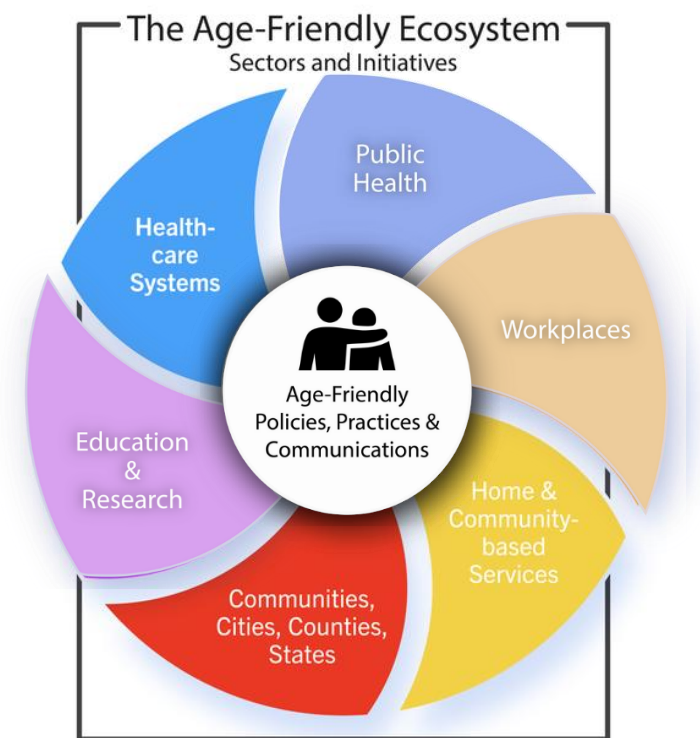 The Age-Friendly Ecosystem
Sectors and Initiatives
Public
Health
Health-
care
Systems
Workplaces
Age-Friendly
Policies, Practices &
Communications
Education
&
Research
Home &
Community-
based
Services
Communities,
Cities, Counties,
States